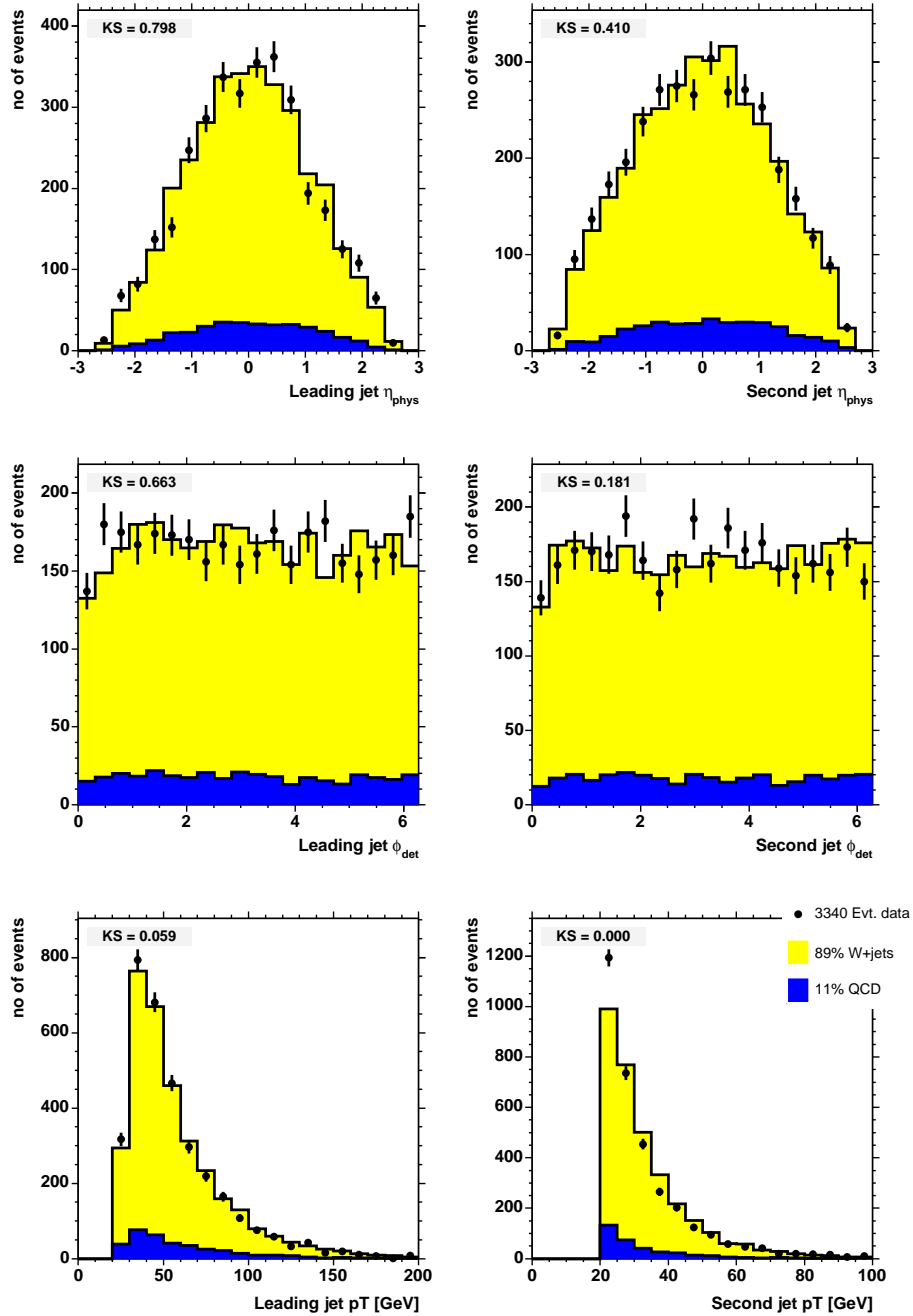 no of events
KS = 0.798
400
300
200
100
0
-3 -2 -1 0 1 2 3
Leading jet ηphys
no of events
KS = 0.410
300
200
100
0
-3 -2 -1 0 1 2 3
Second jet ηphys
no of events
KS = 0.663
200
150
100
50
0
0 2 4 6
Leading jet ϕdet
no of events
KS = 0.181
200
150
100
50
0
0 2 4 6
Second jet ϕdet
no of events
KS = 0.059
800
600
400
200
0
0 50 100 150 200
Leading jet pT [GeV]
no of events
KS = 0.000
1200
1000
800
600
400
200
0
0 20 40 60 80 100
Second jet pT [GeV]
3340 Evt. data
89% W+jets
11% QCD